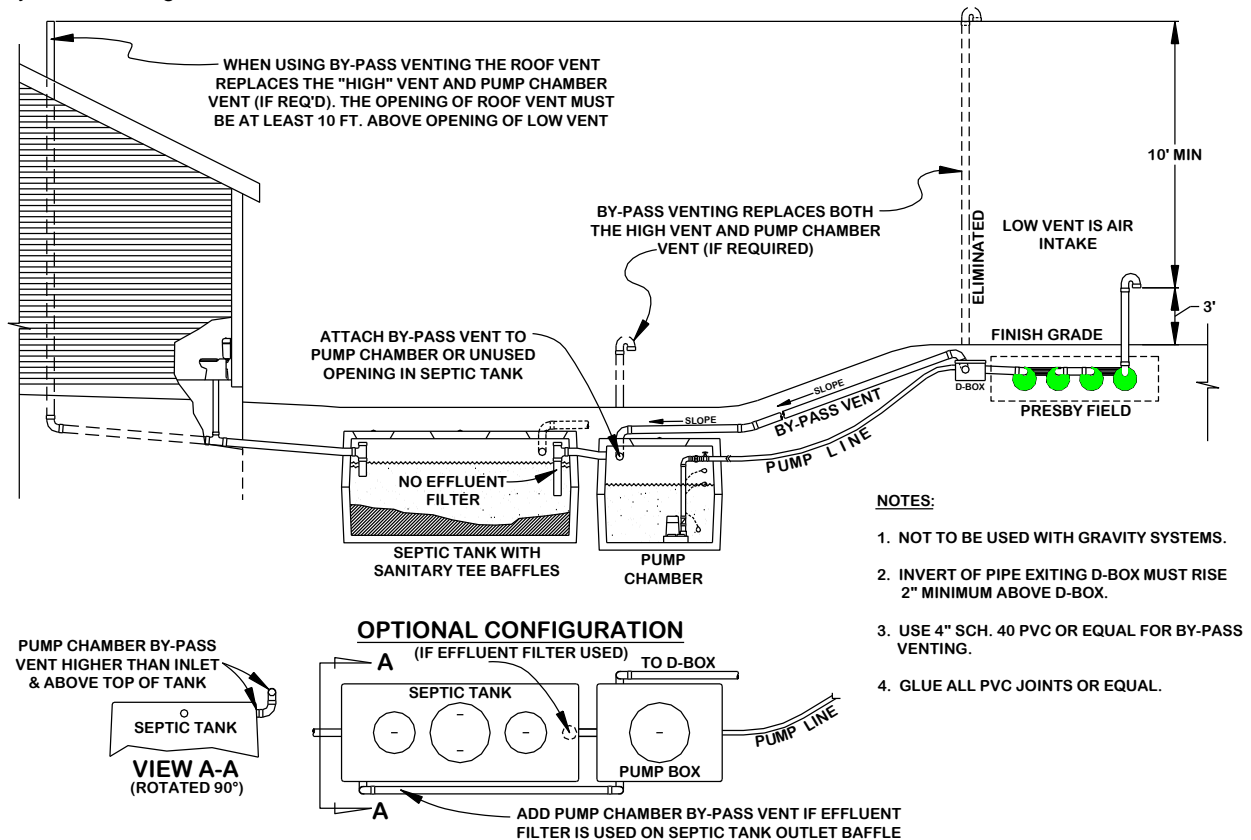 WHEN USING BY-PASS VENTING THE ROOF VENT
REPLACES THE "HIGH" VENT AND PUMP CHAMBER
VENT (IF REQ'D). THE OPENING OF ROOF VENT MUST
BE AT LEAST 10 FT. ABOVE OPENING OF LOW VENT
10' MIN
BY-PASS VENTING REPLACES BOTH
THE HIGH VENT AND PUMP CHAMBER
VENT (IF REQUIRED)
ELIMINATED
LOW VENT IS AIR
INTAKE
3'
ATTACH BY-PASS VENT TO
PUMP CHAMBER OR UNUSED
OPENING IN SEPTIC TANK
FINISH GRADE
SLOPE
SLOPE
BY-PASS VENT
PUMP LINE
D-BOX
PRESBY FIELD
NO EFFLUENT
FILTER
SEPTIC TANK WITH
SANITARY TEE BAFFLES
PUMP
CHAMBER
NOTES:
1. NOT TO BE USED WITH GRAVITY SYSTEMS.
2. INVERT OF PIPE EXITING D-BOX MUST RISE
2" MINIMUM ABOVE D-BOX.
3. USE 4" SCH. 40 PVC OR EQUAL FOR BY-PASS
VENTING.
4. GLUE ALL PVC JOINTS OR EQUAL.
OPTIONAL CONFIGURATION
(IF EFFLUENT FILTER USED)
PUMP CHAMBER BY-PASS
VENT HIGHER THAN INLET
& ABOVE TOP OF TANK
SEPTIC TANK
VIEW A-A
(ROTATED 90°)
A
A
SEPTIC TANK
TO D-BOX
PUMP BOX
PUMP LINE
ADD PUMP CHAMBER BY-PASS VENT IF EFFLUENT
FILTER IS USED ON SEPTIC TANK OUTLET BAFFLE